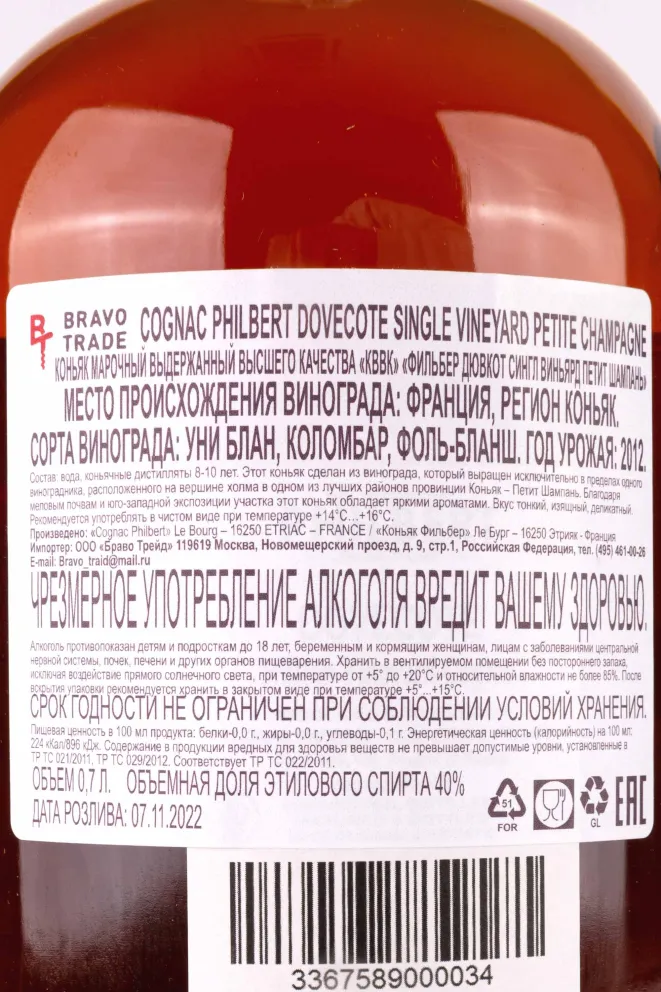 BRAVO TRADE
COGNAC PHILBERT DOVECOTE SINGLE VINEYARD PETITE CHAMPAGNE
КОНЬЯК МАРОЧНЫЙ ВЫДЕРЖАННЫЙ ВЫСШЕГО КАЧЕСТВА «КВВК» «ФИЛЬБЕР ДЮВКОТ СИНГЛ ВИНЬЯРД ПЕТИТ ШАМПАНЬ»
МЕСТО ПРОИСХОЖДЕНИЯ ВИНОГРАДА: ФРАНЦИЯ, РЕГИОН КОНЬЯК.
СОРТА ВИНОГРАДА: УНИ БЛАН, КОЛОМБАР, ФОЛЬ-БЛАНШ. ГОД УРОЖАЯ: 2012.
Состав: вода, коньячные дистилляты 8-10 лет. Этот коньяк сделан из винограда, который выращен исключительно в пределах одного
виноградника, расположенного на вершине холма в одном из лучших районов провинции Коньяк – Петит Шампань. Благодаря
меловым почвам и юго-западной экспозиции участка этот коньяк обладает яркими ароматами. Вкус тонкий, изящный, деликатный.
Рекомендуется употреблять в чистом виде при температуре +14°С...+16°С.
Произведено: «Cognac Philbert» Le Bourg – 16250 ETRIAC – FRANCE / «Коньяк Фильбер» Ле Бург – 16250 Этрияк - Франция
Импортер: ООО «Браво Трейд» 119619 Москва, Новомещерский проезд, д. 9, стр.1, Российская Федерация, тел. (495) 461-00-26
E-mail: Bravo_traid@mail.ru
ЧРЕЗМЕРНОЕ УПОТРЕБЛЕНИЕ АЛКОГОЛЯ ВРЕДИТ ВАШЕМУ ЗДОРОВЬЮ.
Алкоголь противопоказан детям и подросткам до 18 лет, беременным и кормящим женщинам, лицам с заболеваниями центральной
нервной системы, почек, печени и других органов пищеварения. Хранить в вентилируемом помещении без постороннего запаха,
исключая воздействие прямого солнечного света, при температуре от +5° до +20°С и относительной влажности не более 85%. После
вскрытия упаковки рекомендуется хранить в закрытом виде при температуре +5°...+15°С.
СРОК ГОДНОСТИ НЕ ОГРАНИЧЕН ПРИ СОБЛЮДЕНИИ УСЛОВИЙ ХРАНЕНИЯ.
Пищевая ценность в 100 мл продукта: белки-0,0 г., жиры-0,0 г., углеводы-0,1 г. Энергетическая ценность (калорийность) на 100 мл:
224 кКал/896 кДж. Содержание в продукции вредных для здоровья веществ не превышает допустимые уровни, установленные в
ТР ТС 021/2011, ТР ТС 029/2012. Соответствует ТР ТС 022/2011.
ОБЪЕМ 0,7 Л. ОБЪЕМНАЯ ДОЛЯ ЭТИЛОВОГО СПИРТА 40%
ДАТА РОЗЛИВА: 07.11.2022
51
FOR
GL
EAC
3367589000034